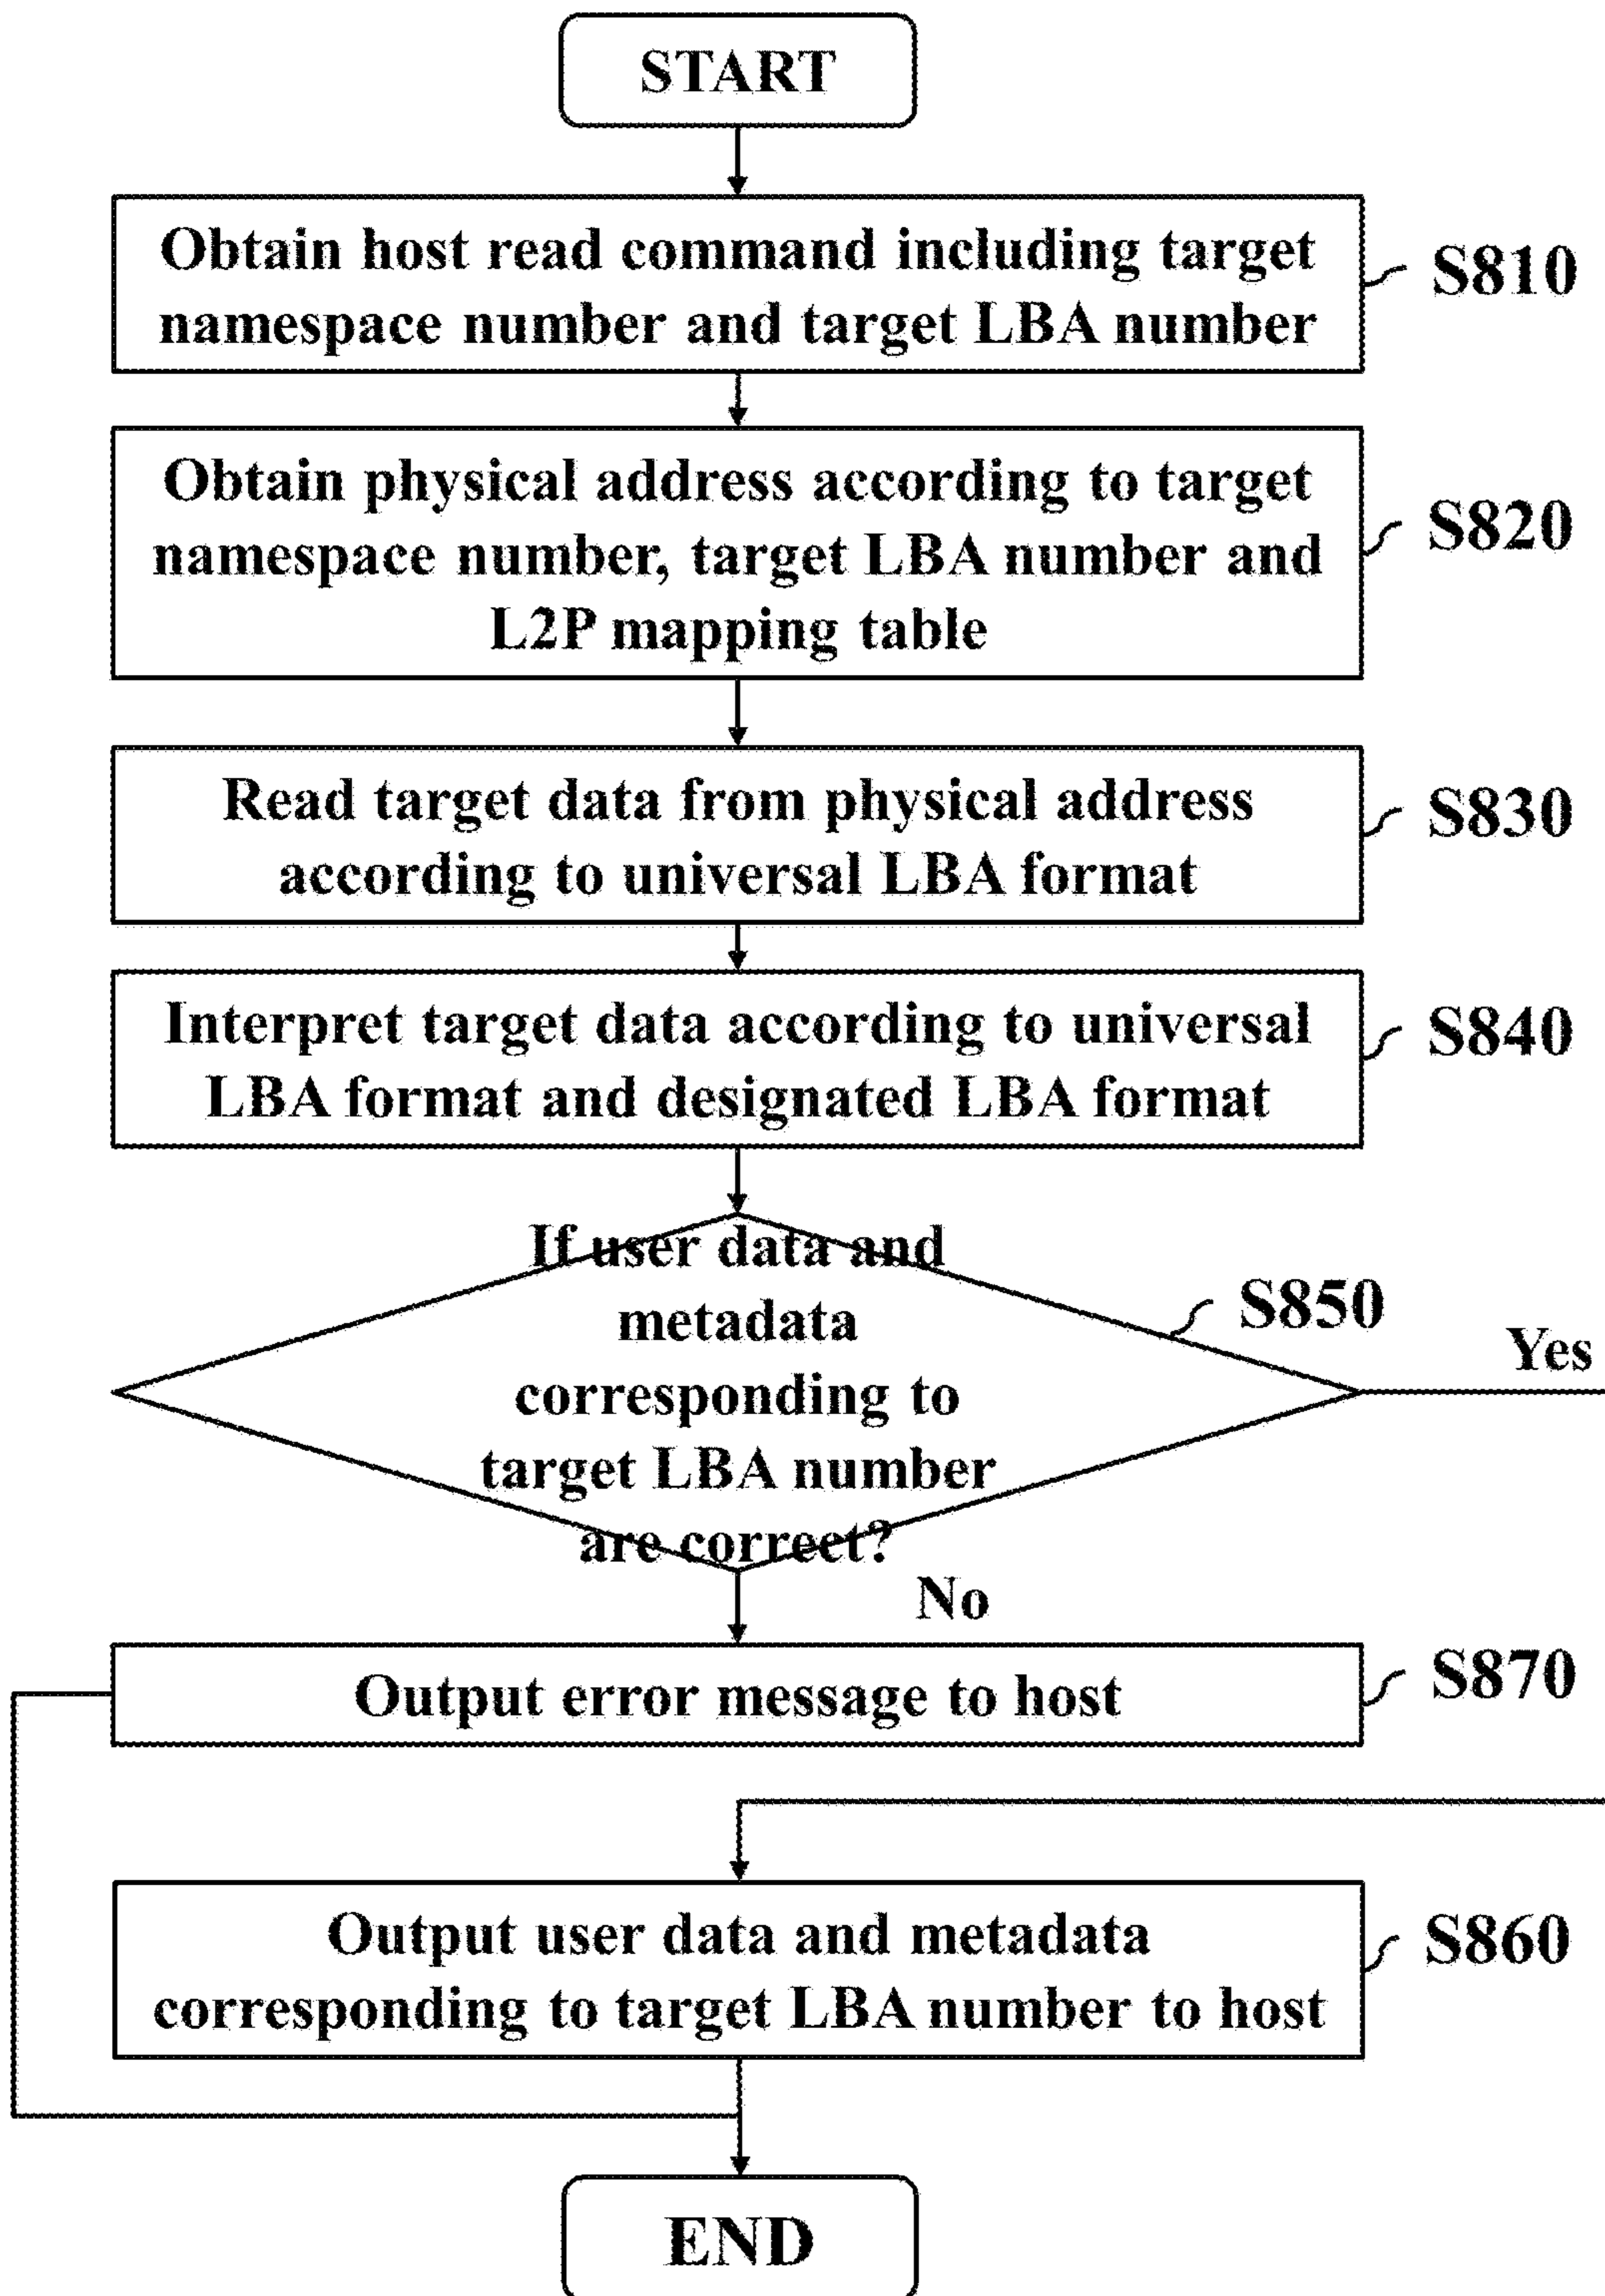 START
Obtain host read command including target
namespace number and target LBA number
S810
Obtain physical address according to target
namespace number, target LBA number and
L2P mapping table
S820
Read target data from physical address
according to universal LBA format
S830
Interpret target data according to universal
LBA format and designated LBA format
S840
If user data and
metadata
corresponding to
target LBA number
are correct?
S850
Yes
No
Output error message to host
S870
Output user data and metadata
corresponding to target LBA number to host
S860
END